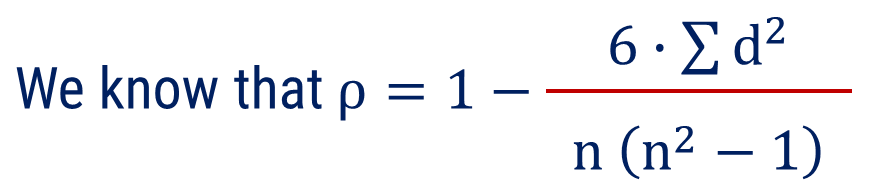 We know that ρ = 1 − 6 · ∑ d² / n (n² − 1)